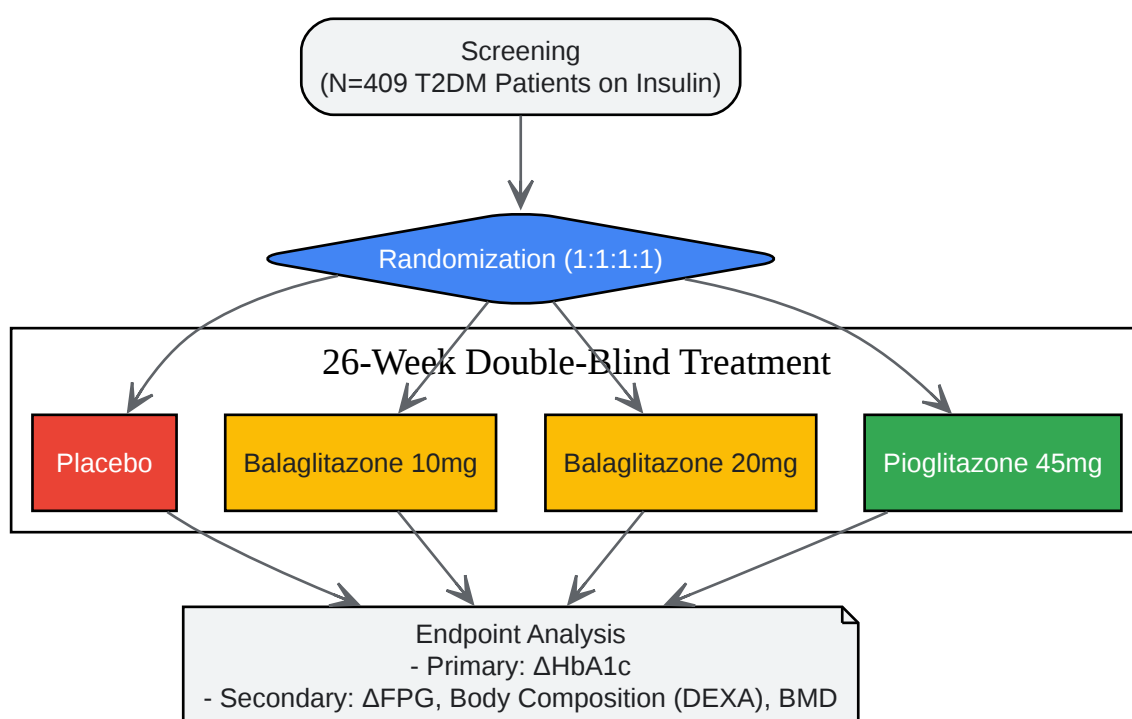 Screening
(N=409 T2DM Patients on Insulin)
Randomization (1:1:1:1)
26-Week Double-Blind Treatment
Placebo
Balaglitazone 10mg
Balaglitazone 20mg
Pioglitazone 45mg
Endpoint Analysis
- Primary: ΔHbA1c
- Secondary: ΔFPG, Body Composition (DEXA), BMD